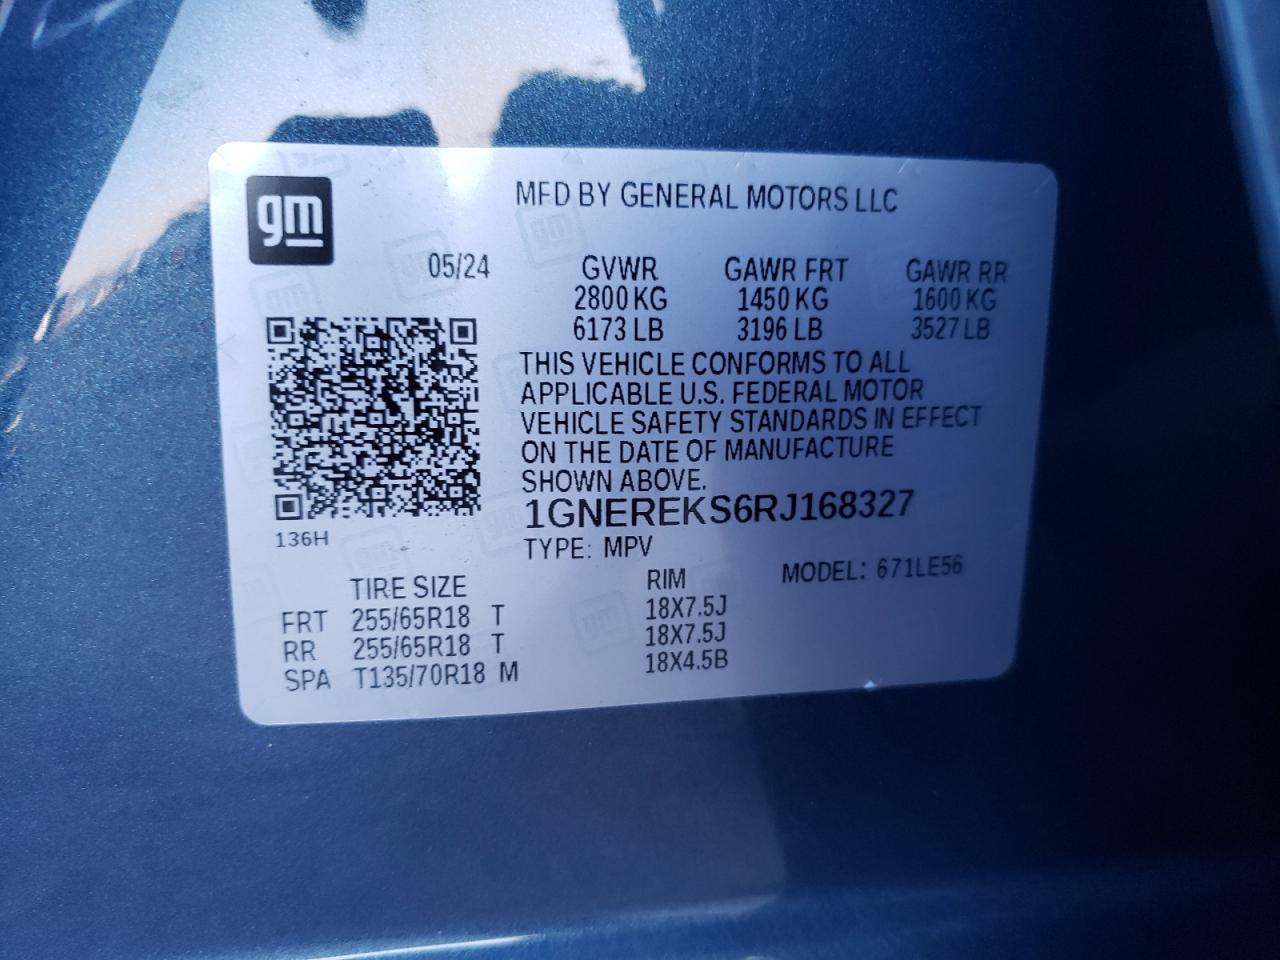 gm
MFD BY GENERAL MOTORS LLC
05/24 GVWR GAWR FRT GAWR RR
2800 KG 1450 KG 1600 KG
6173 LB 3196 LB 3527 LB
THIS VEHICLE CONFORMS TO ALL
APPLICABLE U.S. FEDERAL MOTOR
VEHICLE SAFETY STANDARDS IN EFFECT
ON THE DATE OF MANUFACTURE
SHOWN ABOVE.
1GNEREKS6RJ168327
136H
TYPE: MPV
MODEL: 671LE56
TIRE SIZE RIM
FRT 255/65R18 T 18X7.5J
RR 255/65R18 T 18X7.5J
SPA T135/70R18 M 18X4.5B